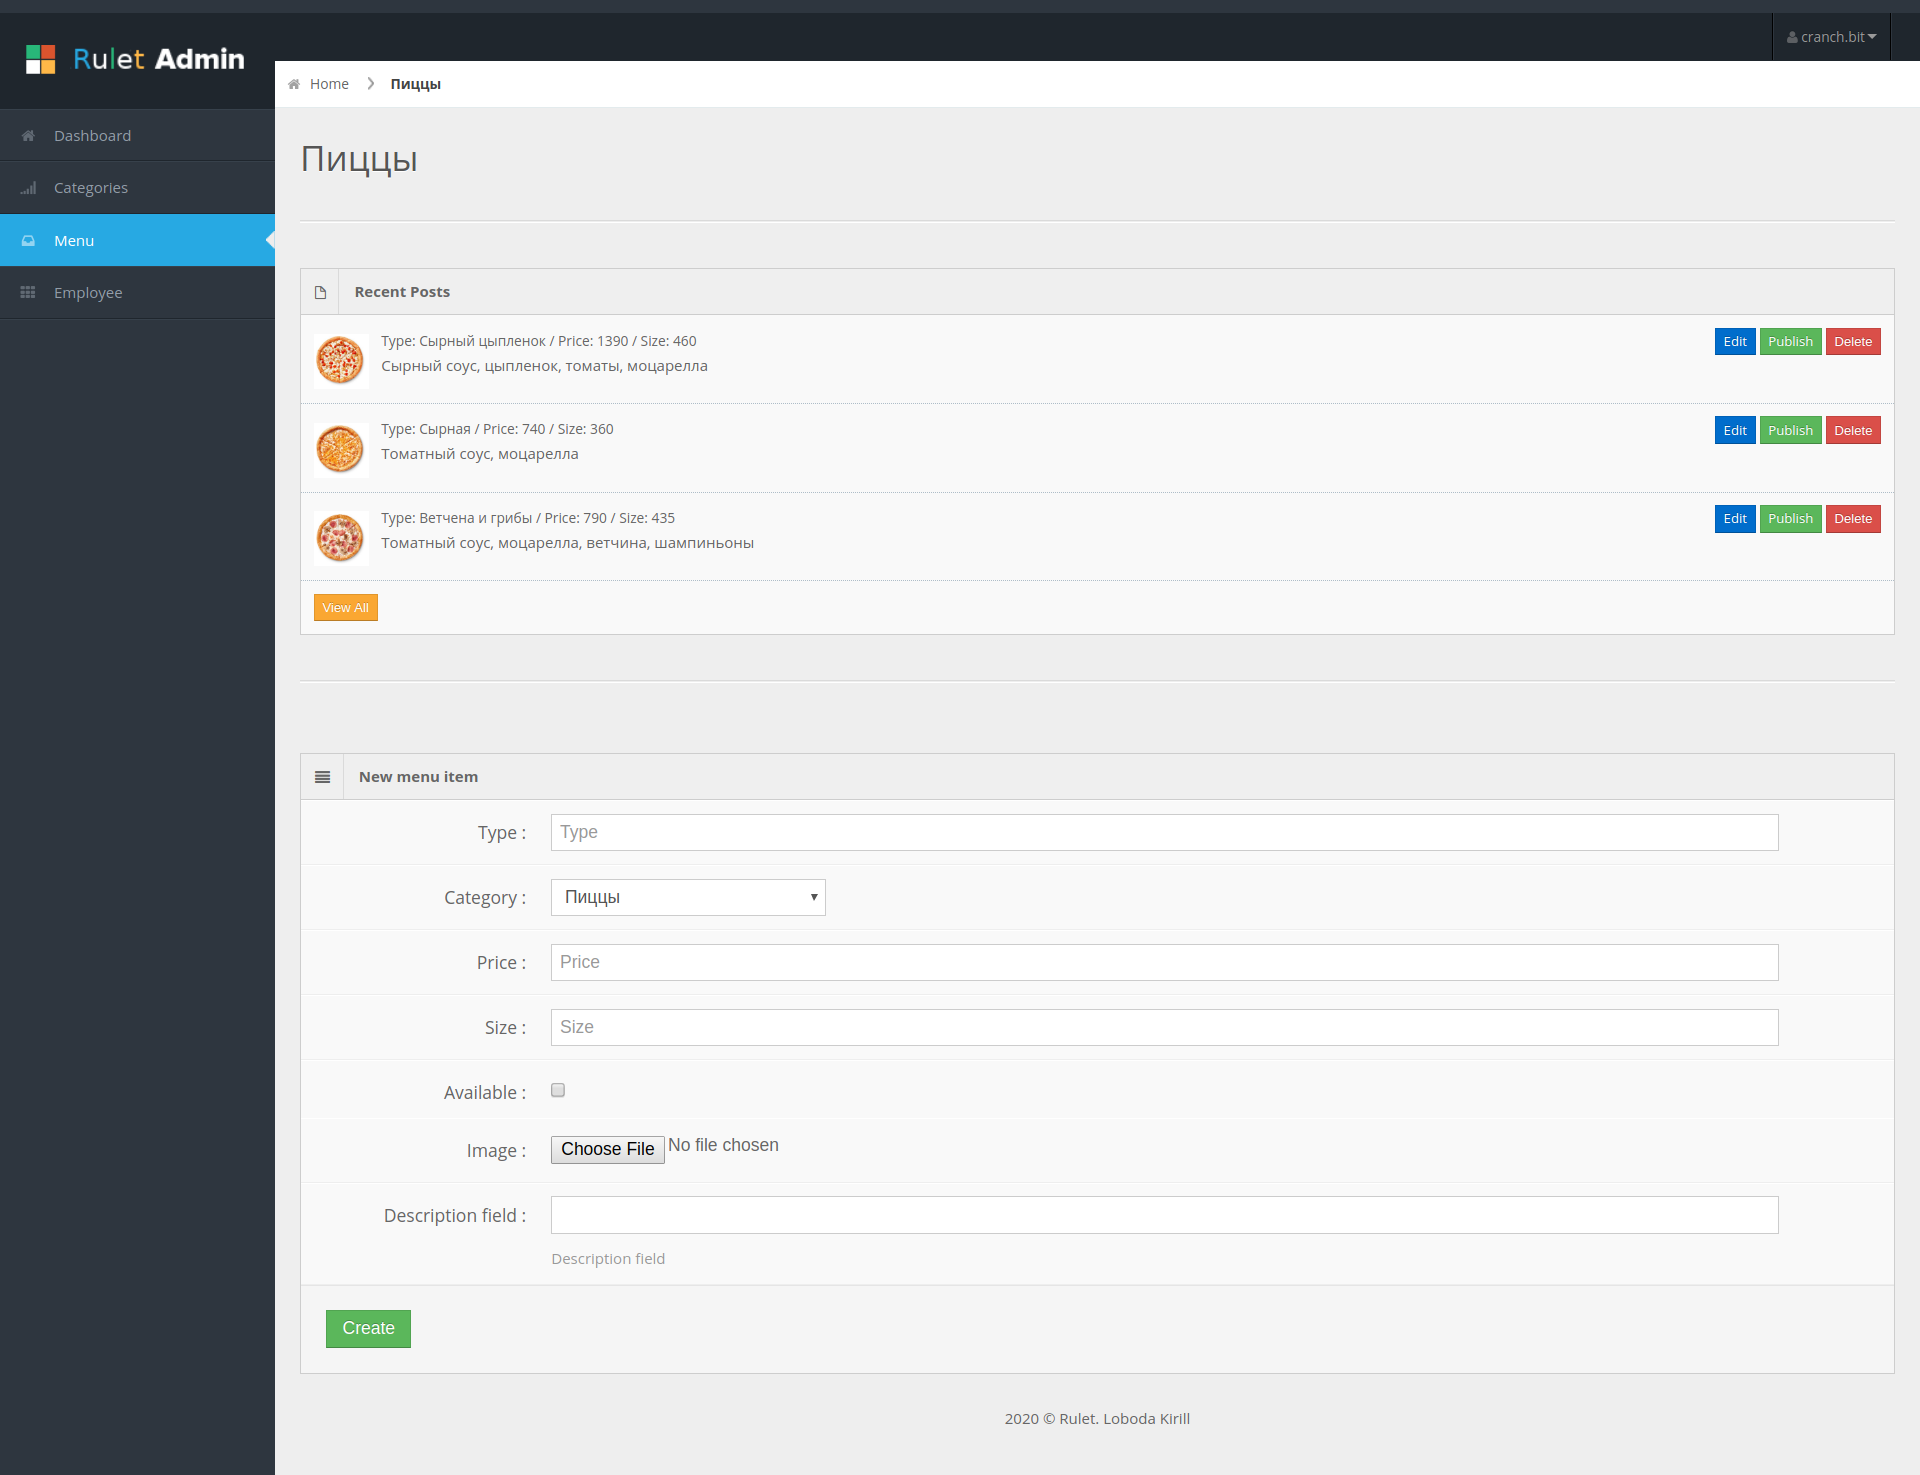 Rulet Admin
cranch.bit
Home
Пиццы
Dashboard
Categories
Menu
Employee
Пиццы
Recent Posts
Type: Сырный цыпленок / Price: 1390 / Size: 460
Сырный соус, цыпленок, томаты, моцарелла
Edit Publish Delete
Type: Сырная / Price: 740 / Size: 360
Томатный соус, моцарелла
Edit Publish Delete
Type: Ветчена и грибы / Price: 790 / Size: 435
Томатный соус, моцарелла, ветчина, шампиньоны
Edit Publish Delete
View All
New menu item
Type : Type
Category : Пиццы
Price : Price
Size : Size
Available :
Image : Choose File No file chosen
Description field :
Description field
Create
2020 © Rulet. Loboda Kirill